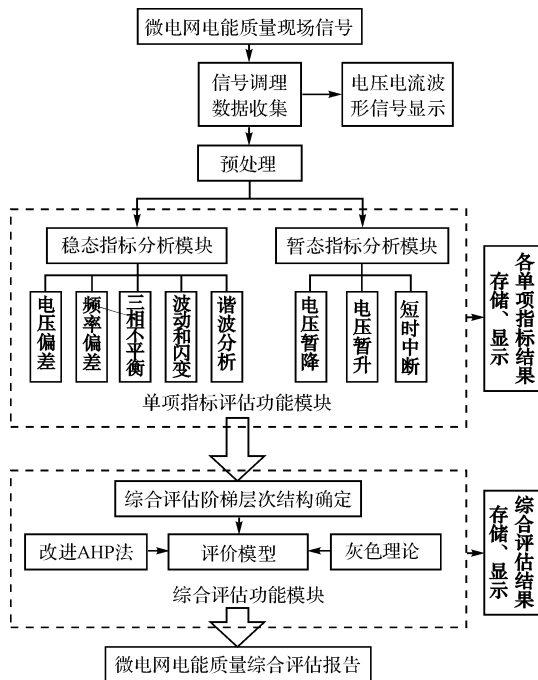 微电网电能质量现场信号
信号调理
数据收集
电压电流波
形信号显示
预处理
稳态指标分析模块
暂态指标分析模块
电压偏差
频率偏差
三相不平衡
波动和闪变
谐波分析
电压暂降
电压暂升
短时中断
单项指标评估功能模块
各单项指标结果
存储、显示
综合评估阶梯层次结构确定
改进AHP法
评价模型
灰色理论
综合评估功能模块
综合评估结果
存储、显示
微电网电能质量综合评估报告